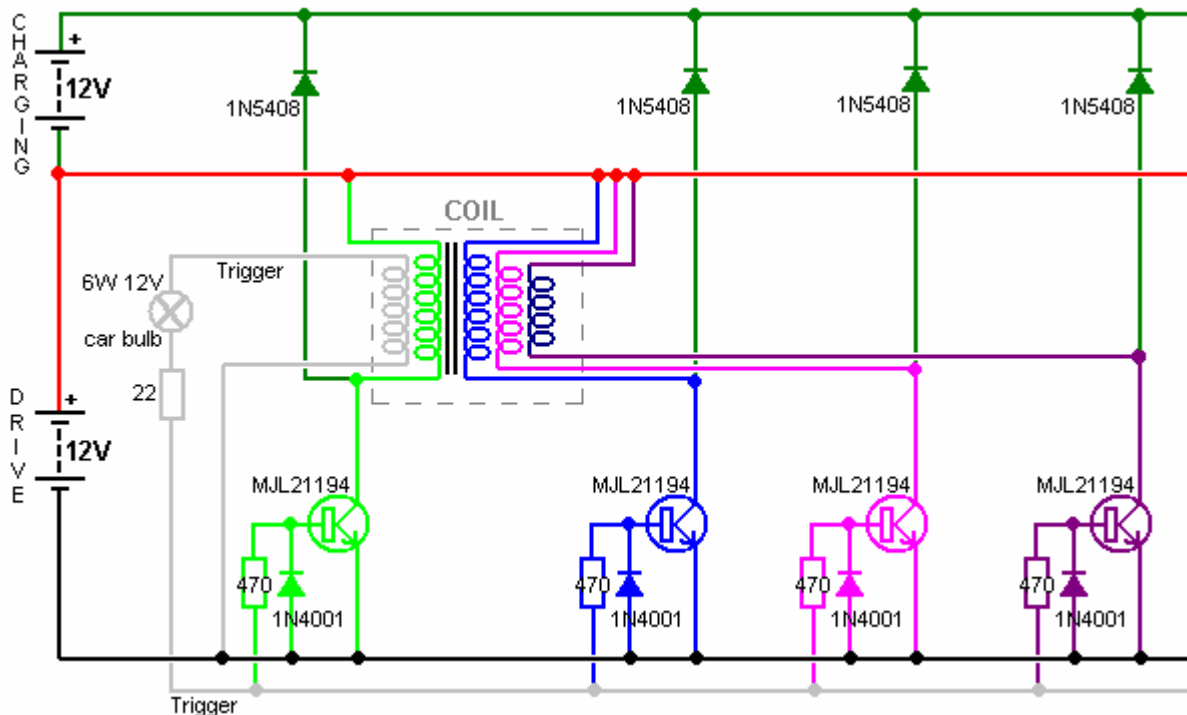 CHARGING
+
12V
1N5408
1N5408
1N5408
1N5408
COIL
Trigger
6W 12V
car bulb
22
DRIVE
+
12V
MJL21194
MJL21194
MJL21194
MJL21194
470
470
470
470
1N4001
1N4001
1N4001
1N4001
Trigger